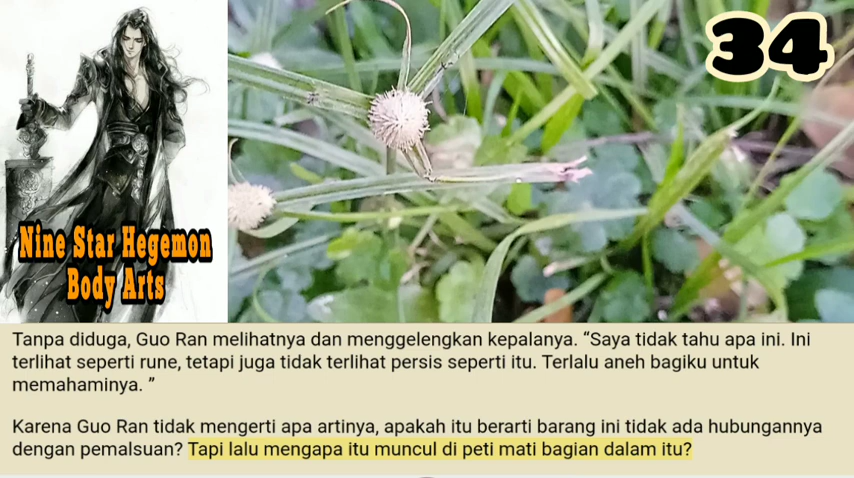 34
Nine Star Hegemon
Body Arts
Tanpa diduga, Guo Ran melihatnya dan menggelengkan kepalanya. “Saya tidak tahu apa ini. Ini
terlihat seperti rune, tetapi juga tidak terlihat persis seperti itu. Terlalu aneh bagiku untuk
memahaminya. ”
Karena Guo Ran tidak mengerti apa artinya, apakah itu berarti barang ini tidak ada hubungannya
dengan pemalsuan? Tapi lalu mengapa itu muncul di peti mati bagian dalam itu?